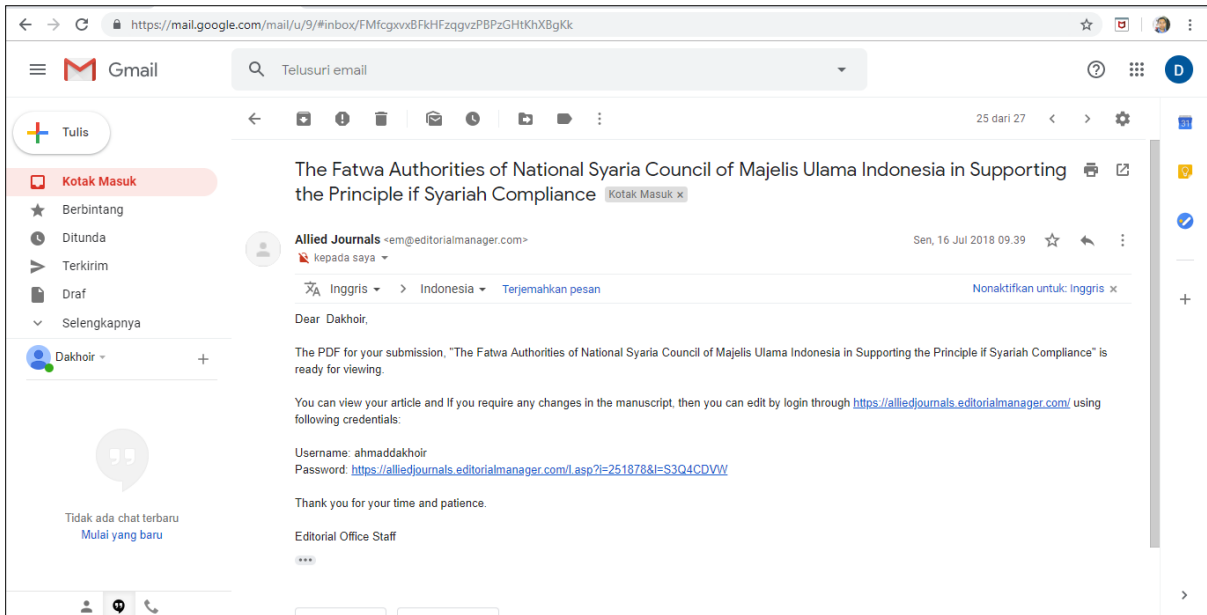 https://mail.google.com/mail/u/9/#inbox/FMfcgxvxBFkHFzqgvzPBPzGHtKhXBgKk
Gmail
Telusuri email
D
Tulis
25 dari 27
31
Kotak Masuk
Berbintang
Ditunda
Terkirim
Draf
Selengkapnya
Dakhoir
Tidak ada chat terbaru
Mulai yang baru
The Fatwa Authorities of National Syaria Council of Majelis Ulama Indonesia in Supporting
the Principle if Syariah Compliance Kotak Masuk x
Allied Journals <em@editorialmanager.com>
Sen, 16 Jul 2018 09.39
kepada saya
Inggris > Indonesia Terjemahkan pesan
Nonaktifkan untuk: Inggris x
Dear Dakhoir,
The PDF for your submission, "The Fatwa Authorities of National Syaria Council of Majelis Ulama Indonesia in Supporting the Principle if Syariah Compliance" is
ready for viewing.
You can view your article and If you require any changes in the manuscript, then you can edit by login through https://alliedjournals.editorialmanager.com/ using
following credentials:
Username: ahmaddakhoir
Password: https://alliedjournals.editorialmanager.com/l.asp?i=251878&l=S3Q4CDVW
Thank you for your time and patience.
Editorial Office Staff